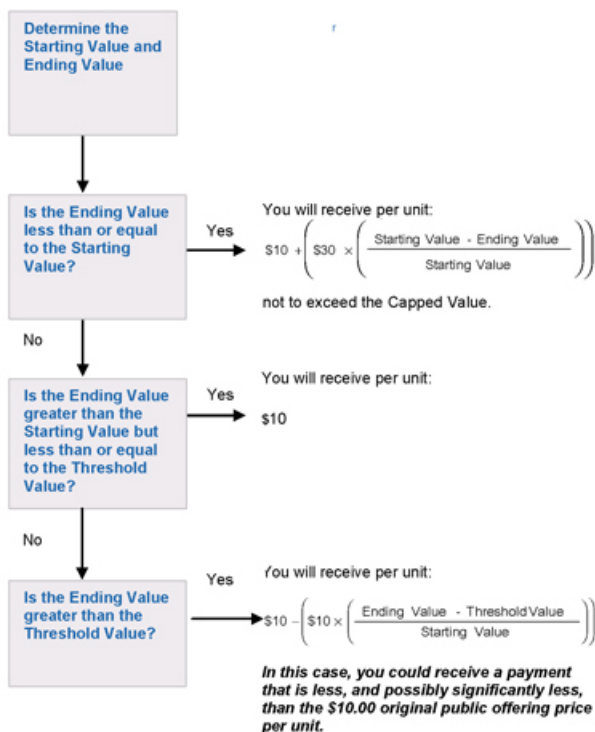 Determine the
Starting Value and
Ending Value
r
Is the Ending Value
less than or equal
to the Starting
Value?
Yes
You will receive per unit:
$10 + ( $30 × ( Starting Value - Ending Value
Starting Value ) )
not to exceed the Capped Value.
No
Is the Ending Value
greater than the
Starting Value but
less than or equal
to the Threshold
Value?
Yes
You will receive per unit:
$10
No
Is the Ending Value
greater than the
Threshold Value?
Yes
You will receive per unit:
$10 – ( $10 × ( Ending Value - Threshold Value
Starting Value ) )
In this case, you could receive a payment
that is less, and possibly significantly less,
than the $10.00 original public offering price
per unit.